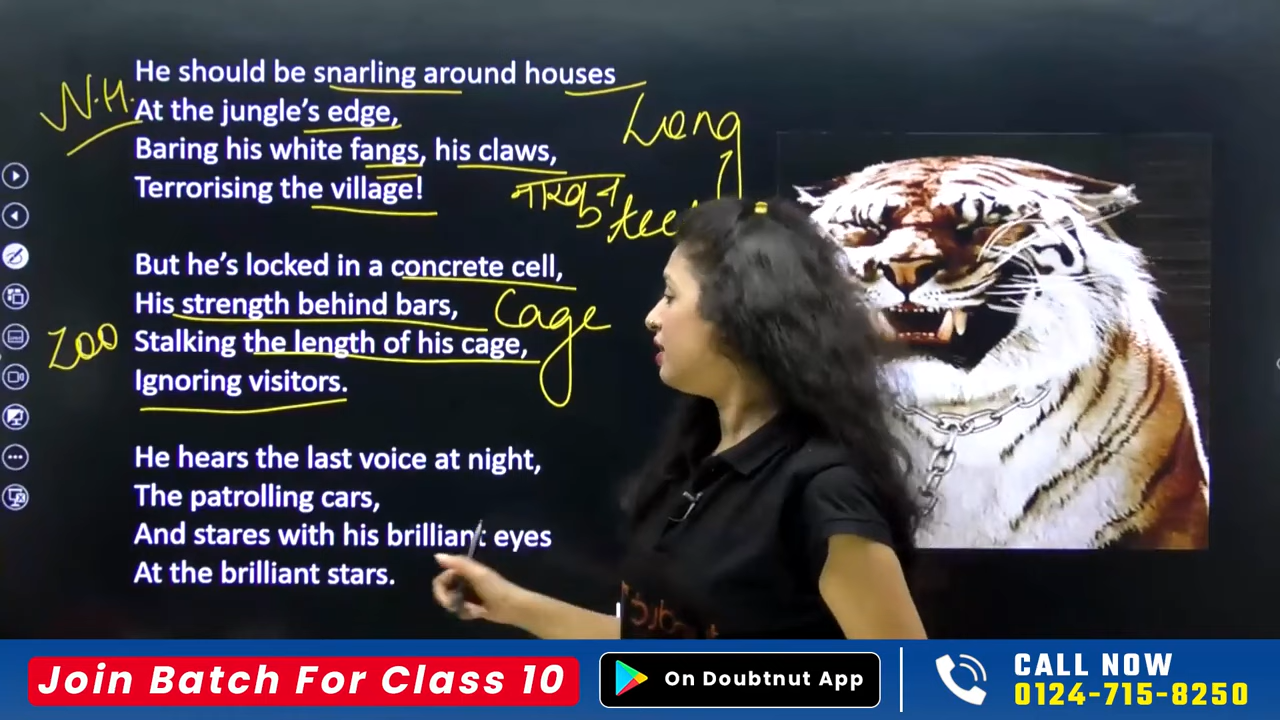 He should be snarling around houses
At the jungle's edge,
Baring his white fangs, his claws,
Terrorising the village!
N.H.
Long
नाखून
But he's locked in a concrete cell,
His strength behind bars,
Stalking the length of his cage,
Ignoring visitors.
Cage
Zoo
He hears the last voice at night,
The patrolling cars,
And stares with his brilliant eyes
At the brilliant stars.
Join Batch For Class 10
On Doubtnut App
CALL NOW
0124-715-8250